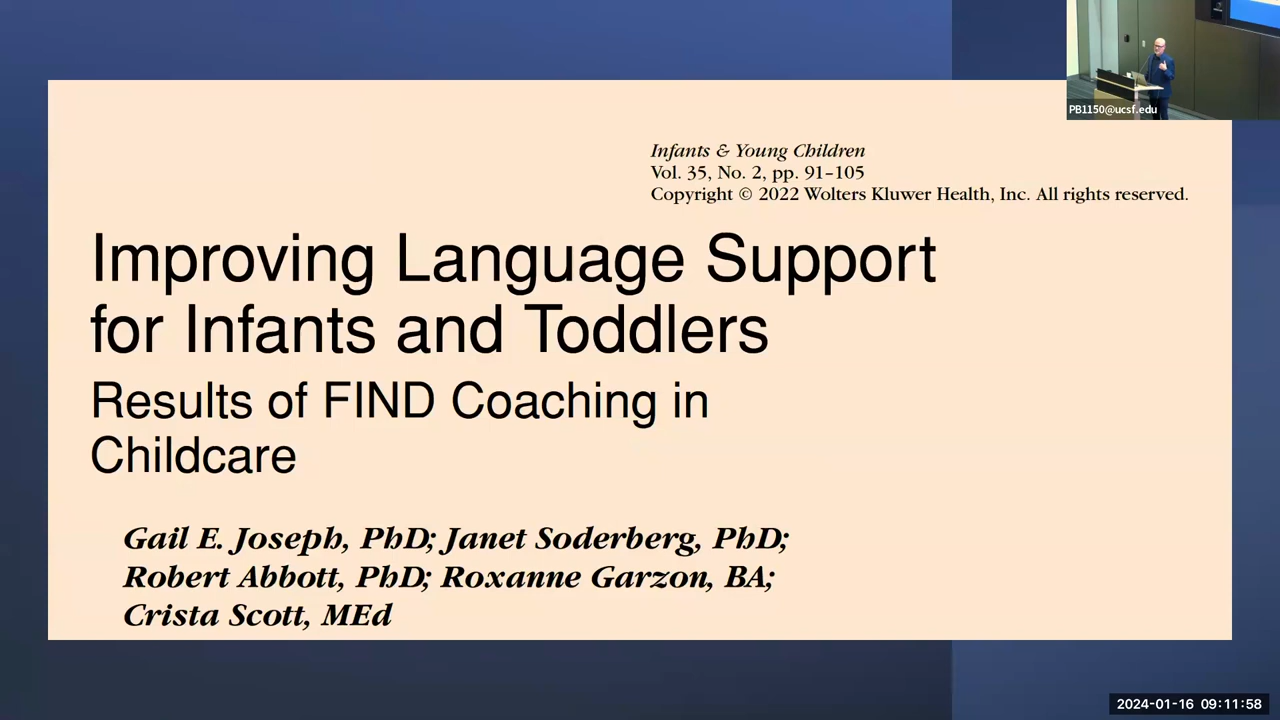 PB1150@ucsf.edu
Infants & Young Children
Vol. 35, No. 2, pp. 91–105
Copyright © 2022 Wolters Kluwer Health, Inc. All rights reserved.
Improving Language Support
for Infants and Toddlers
Results of FIND Coaching in
Childcare
Gail E. Joseph, PhD; Janet Soderberg, PhD;
Robert Abbott, PhD; Roxanne Garzon, BA;
Crista Scott, MEd
2024-01-16 09:11:58